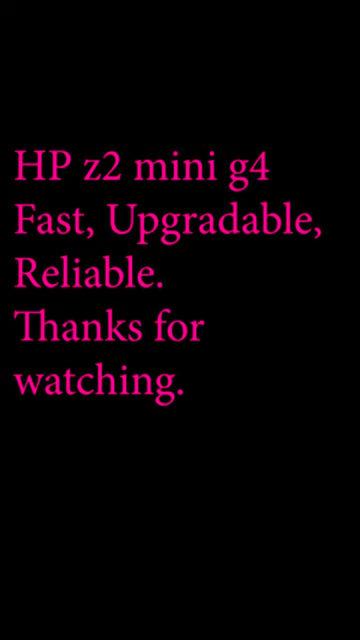 HP z2 mini g4
Fast, Upgradable,
Reliable.
Thanks for
watching.